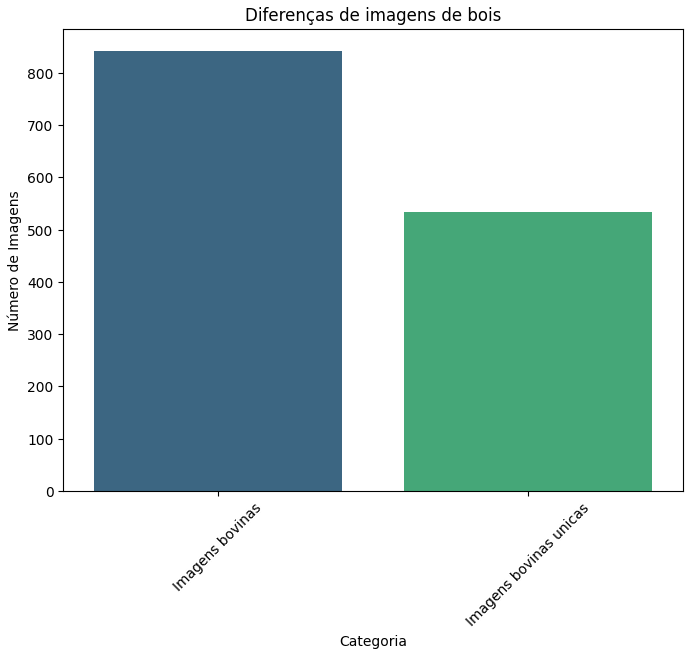 Diferenças de imagens de bois
Número de Imagens
800
700
600
500
400
300
200
100
0
Imagens bovinas
Imagens bovinas unicas
Categoria